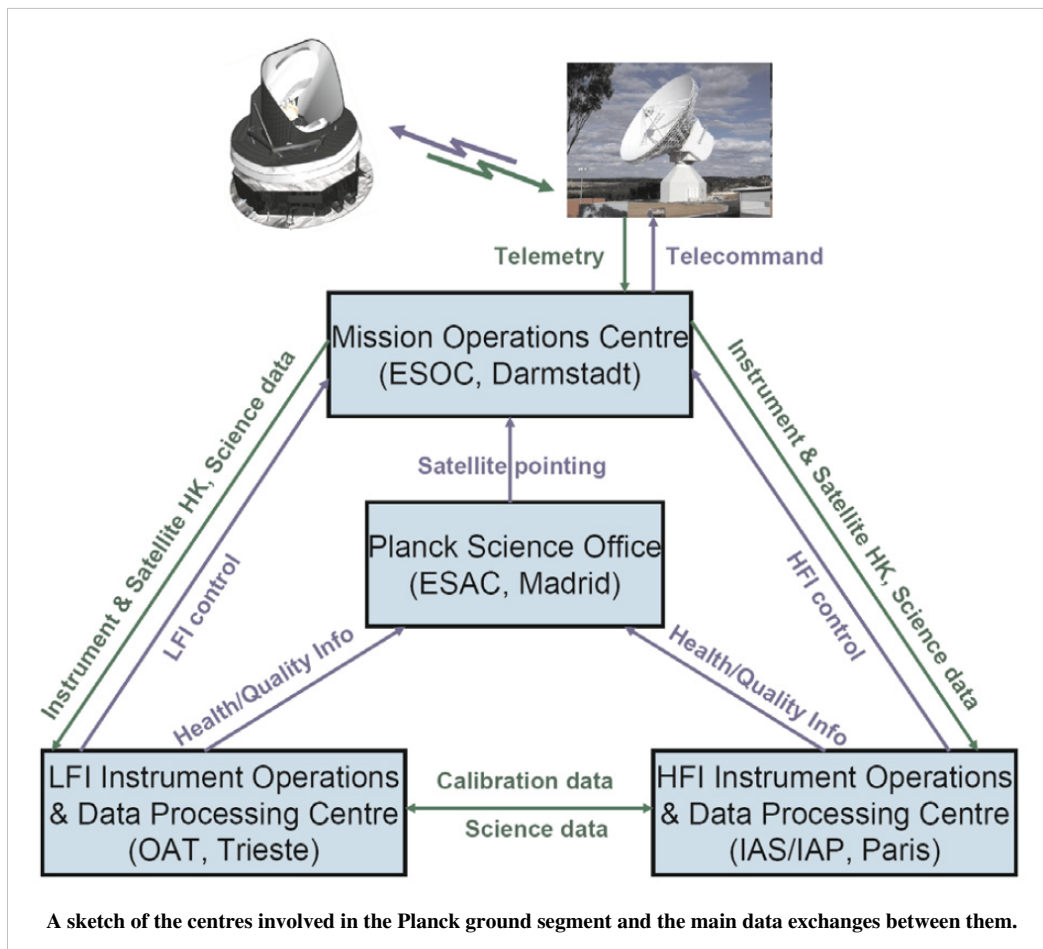 Telemetry
Telecommand
Mission Operations Centre
(ESOC, Darmstadt)
Instrument & Satellite HK, Science data
LFI control
Satellite pointing
HFI control
Instrument & Satellite HK, Science data
Planck Science Office
(ESAC, Madrid)
Health/Quality Info
Health/Quality Info
LFI Instrument Operations
& Data Processing Centre
(OAT, Trieste)
Calibration data
Science data
HFI Instrument Operations
& Data Processing Centre
(IAS/IAP, Paris)
A sketch of the centres involved in the Planck ground segment and the main data exchanges between them.